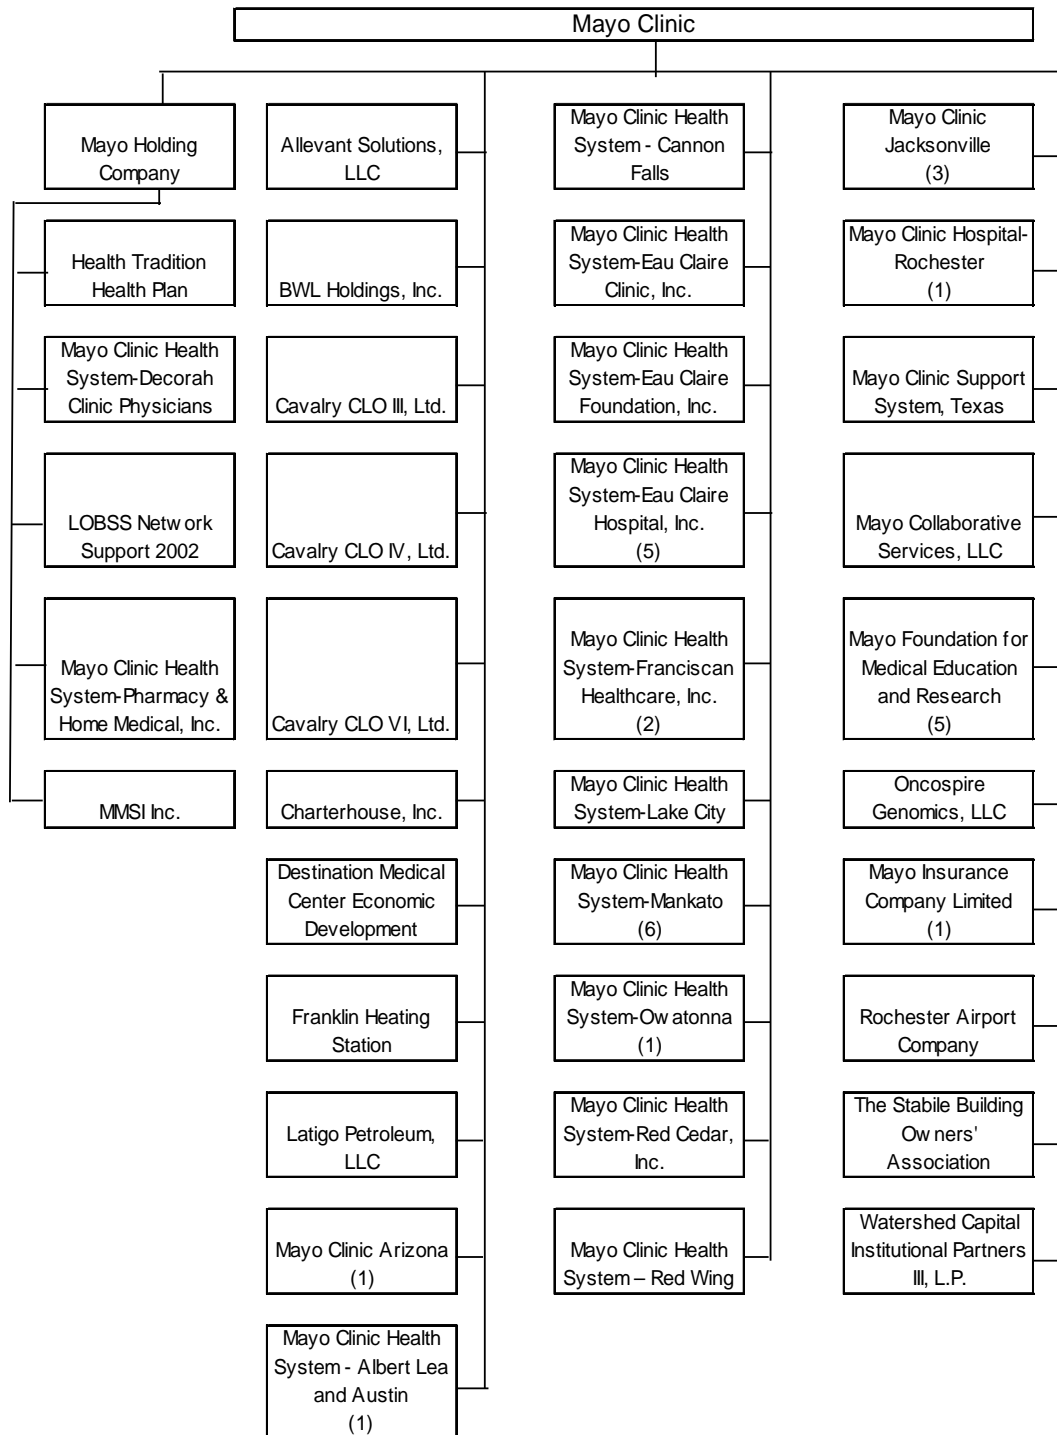 Mayo Clinic
Mayo Holding
Company
Health Tradition
Health Plan
Mayo Clinic Health
System-Decorah
Clinic Physicians
LOBSS Network
Support 2002
Mayo Clinic Health
System-Pharmacy &
Home Medical, Inc.
MMSI Inc.
Allevant Solutions,
LLC
BWL Holdings, Inc.
Cavalry CLO III, Ltd.
Cavalry CLO IV, Ltd.
Cavalry CLO VI, Ltd.
Charterhouse, Inc.
Destination Medical
Center Economic
Development
Franklin Heating
Station
Latigo Petroleum,
LLC
Mayo Clinic Arizona
(1)
Mayo Clinic Health
System - Albert Lea
and Austin
(1)
Mayo Clinic Health
System - Cannon
Falls
Mayo Clinic Health
System-Eau Claire
Clinic, Inc.
Mayo Clinic Health
System-Eau Claire
Foundation, Inc.
Mayo Clinic Health
System-Eau Claire
Hospital, Inc.
(5)
Mayo Clinic Health
System-Franciscan
Healthcare, Inc.
(2)
Mayo Clinic Health
System-Lake City
Mayo Clinic Health
System-Mankato
(6)
Mayo Clinic Health
System-Owatonna
(1)
Mayo Clinic Health
System-Red Cedar,
Inc.
Mayo Clinic Health
System – Red Wing
Mayo Clinic
Jacksonville
(3)
Mayo Clinic Hospital-
Rochester
(1)
Mayo Clinic Support
System, Texas
Mayo Collaborative
Services, LLC
Mayo Foundation for
Medical Education
and Research
(5)
Oncospire
Genomics, LLC
Mayo Insurance
Company Limited
(1)
Rochester Airport
Company
The Stabile Building
Owners'
Association
Watershed Capital
Institutional Partners
III, L.P.